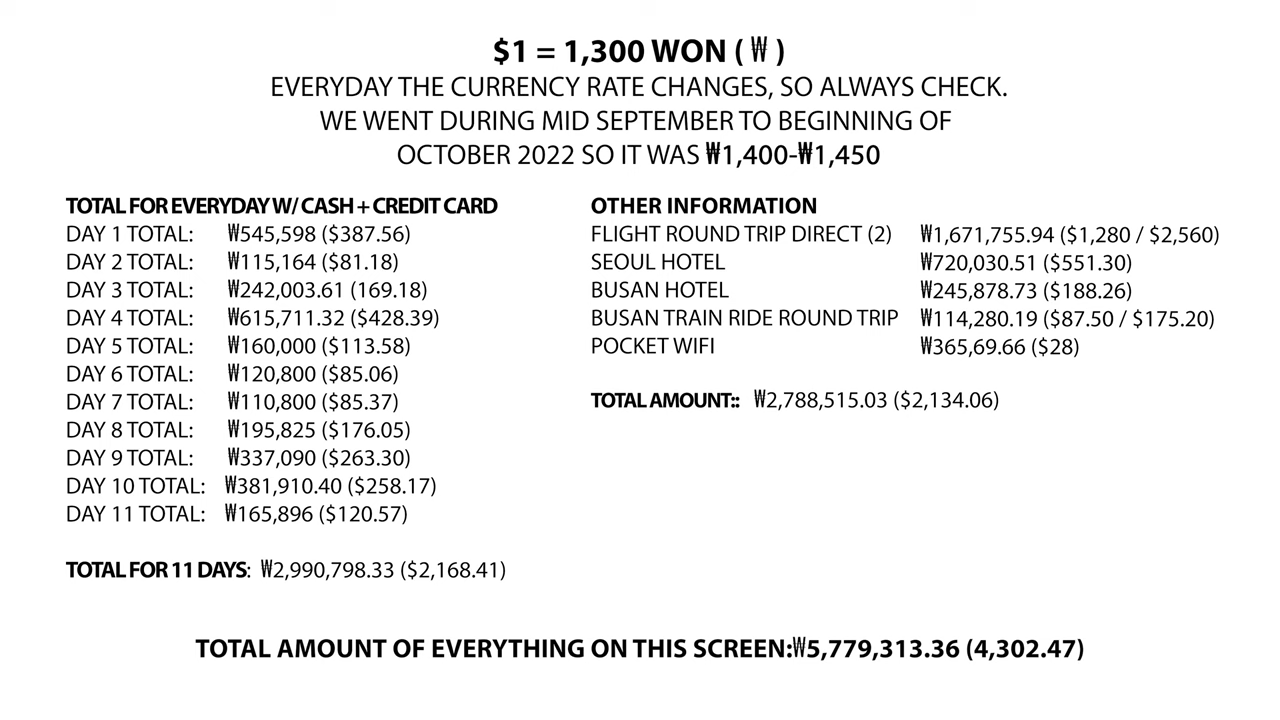 $1 = 1,300 WON ( ₩ )
EVERYDAY THE CURRENCY RATE CHANGES, SO ALWAYS CHECK.
WE WENT DURING MID SEPTEMBER TO BEGINNING OF
OCTOBER 2022 SO IT WAS ₩1,400-₩1,450
TOTAL FOR EVERYDAY W/ CASH + CREDIT CARD
DAY 1 TOTAL: ₩545,598 ($387.56)
DAY 2 TOTAL: ₩115,164 ($81.18)
DAY 3 TOTAL: ₩242,003.61 (169.18)
DAY 4 TOTAL: ₩615,711.32 ($428.39)
DAY 5 TOTAL: ₩160,000 ($113.58)
DAY 6 TOTAL: ₩120,800 ($85.06)
DAY 7 TOTAL: ₩110,800 ($85.37)
DAY 8 TOTAL: ₩195,825 ($176.05)
DAY 9 TOTAL: ₩337,090 ($263.30)
DAY 10 TOTAL: ₩381,910.40 ($258.17)
DAY 11 TOTAL: ₩165,896 ($120.57)
TOTAL FOR 11 DAYS: ₩2,990,798.33 ($2,168.41)
OTHER INFORMATION
FLIGHT ROUND TRIP DIRECT (2) ₩1,671,755.94 ($1,280 / $2,560)
SEOUL HOTEL ₩720,030.51 ($551.30)
BUSAN HOTEL ₩245,878.73 ($188.26)
BUSAN TRAIN RIDE ROUND TRIP ₩114,280.19 ($87.50 / $175.20)
POCKET WIFI ₩365,69.66 ($28)
TOTAL AMOUNT:: ₩2,788,515.03 ($2,134.06)
TOTAL AMOUNT OF EVERYTHING ON THIS SCREEN:₩5,779,313.36 (4,302.47)